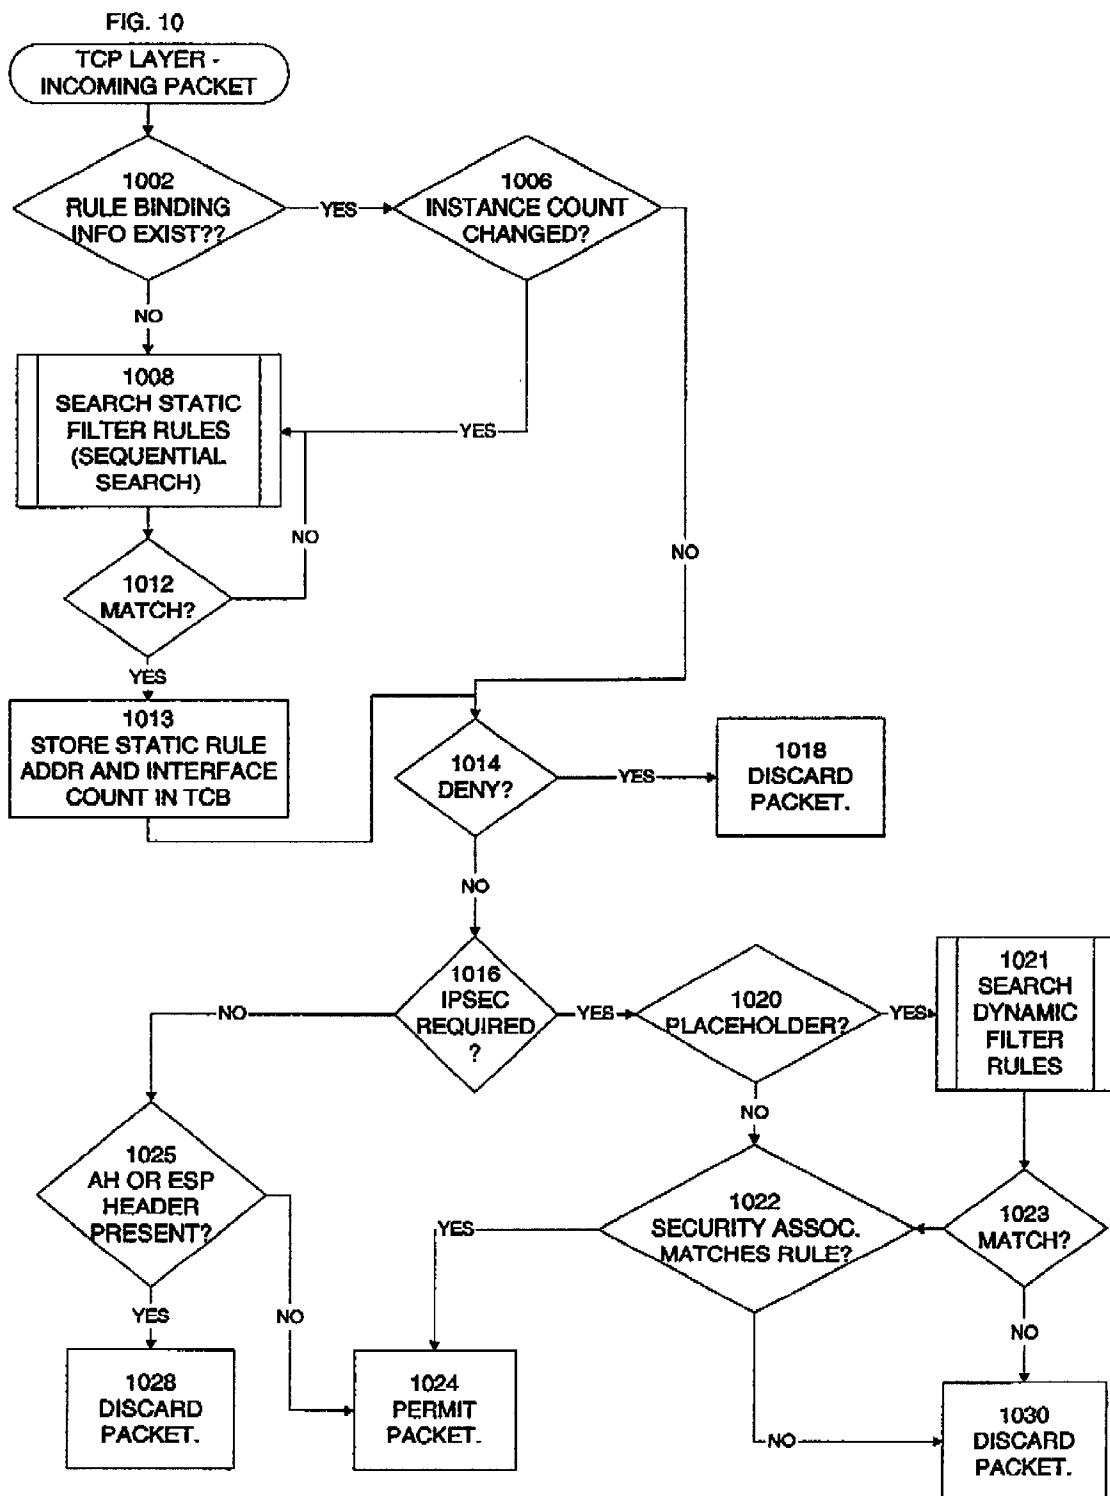 FIG. 10
TCP LAYER -
INCOMING PACKET
1002
RULE BINDING
INFO EXIST??
YES
1006
INSTANCE COUNT
CHANGED?
NO
1008
SEARCH STATIC
FILTER RULES
(SEQUENTIAL
SEARCH)
YES
NO
NO
1012
MATCH?
YES
1013
STORE STATIC RULE
ADDR AND INTERFACE
COUNT IN TCB
1014
DENY?
YES
1018
DISCARD
PACKET.
NO
1016
IPSEC
REQUIRED
?
NO
YES
1020
PLACEHOLDER?
YES
1021
SEARCH
DYNAMIC
FILTER
RULES
NO
1025
AH OR ESP
HEADER
PRESENT?
YES
1022
SECURITY ASSOC.
MATCHES RULE?
1023
MATCH?
YES
NO
NO
1028
DISCARD
PACKET.
1024
PERMIT
PACKET.
NO
1030
DISCARD
PACKET.